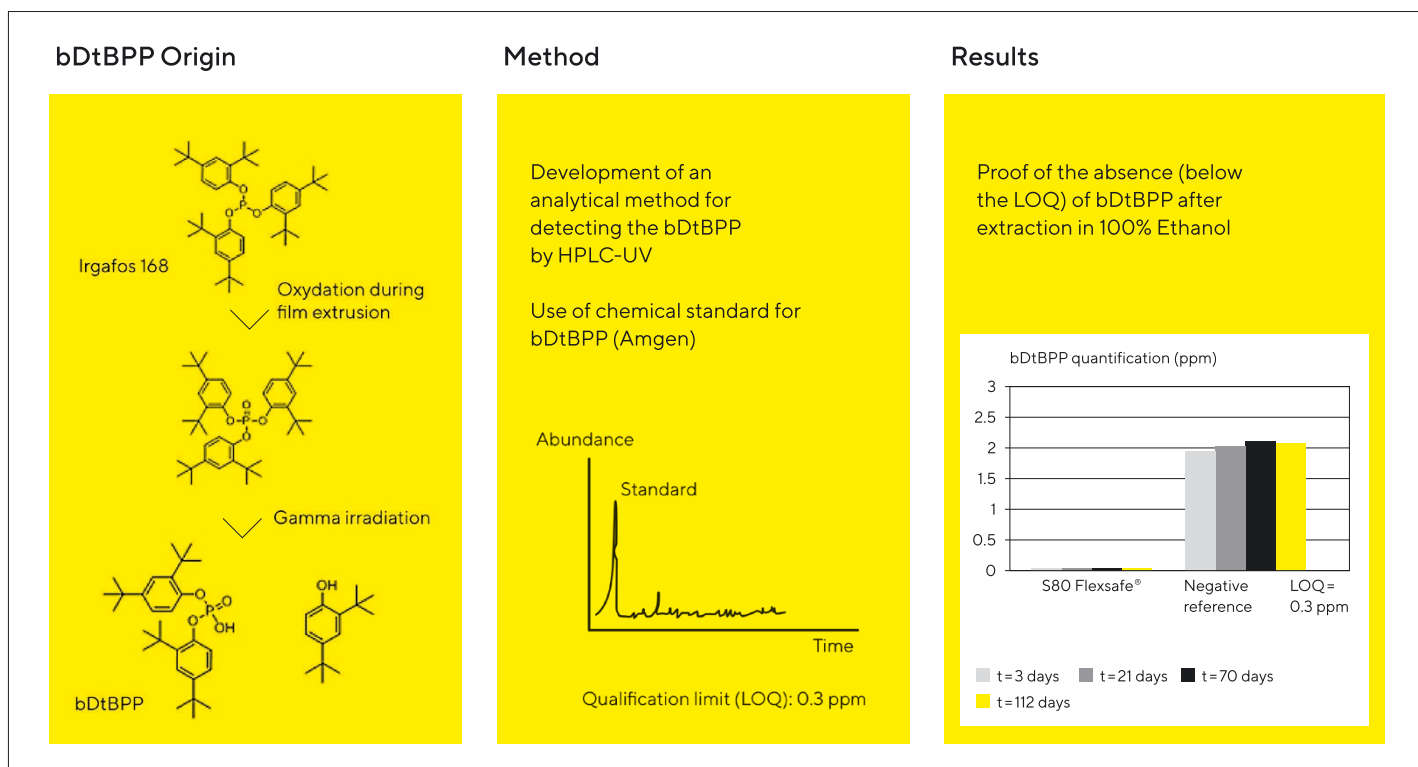 bDtBPP Origin
Irgafos 168
Oxydation during
film extrusion
Gamma irradiation
bDtBPP
O
O
P
O
O
P
O
O
O
O
P
O
O
OH
OH
Method
Development of an
analytical method for
detecting the bDtBPP
by HPLC-UV
Use of chemical standard for
bDtBPP (Amgen)
Abundance
Standard
Time
Qualification limit (LOQ): 0.3 ppm
Results
Proof of the absence (below
the LOQ) of bDtBPP after
extraction in 100% Ethanol
bDtBPP quantification (ppm)
3
2.5
2
1.5
1
0.5
0
S80 Flexsafe®
Negative
reference
LOQ =
0.3 ppm
t = 3 days
t = 21 days
t = 70 days
t = 112 days